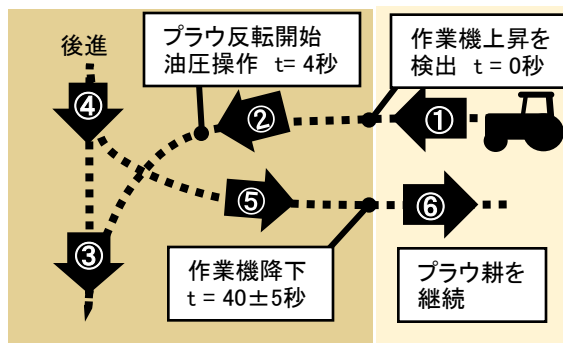 後進
プラウ反転開始
油圧操作 t= 4秒
作業機上昇を
検出 t = 0秒
④
②
①
⑤
⑥
③
作業機降下
t = 40±5秒
プラウ耕を
継続